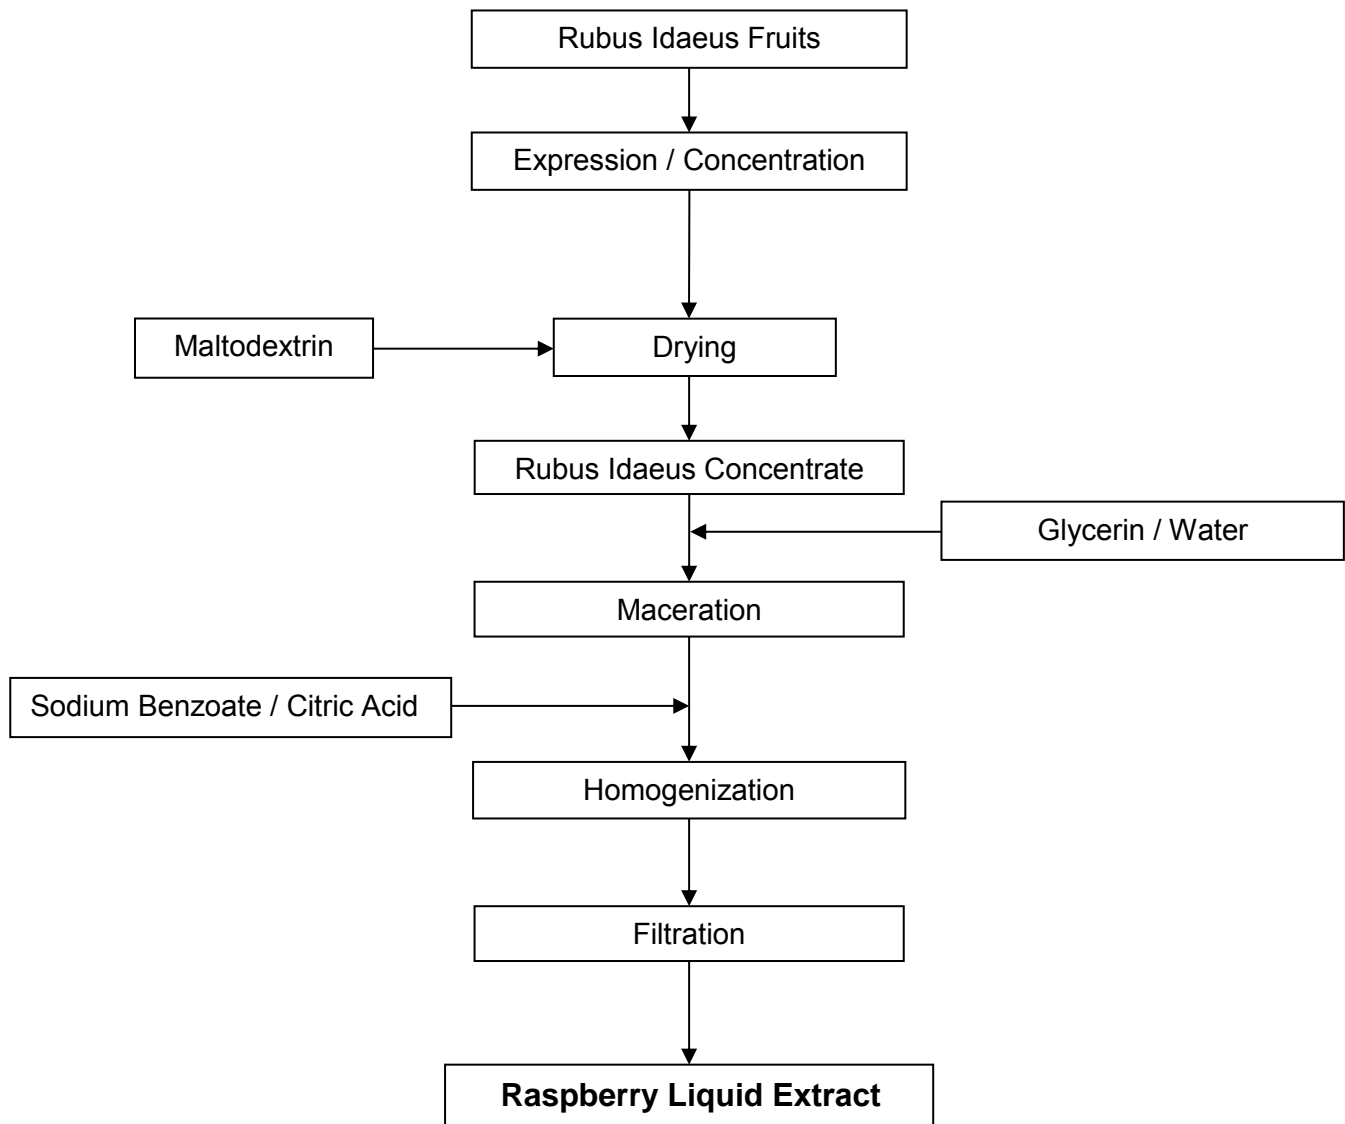 Rubus Idaeus Fruits
Expression / Concentration
Maltodextrin
Drying
Rubus Idaeus Concentrate
Glycerin / Water
Maceration
Sodium Benzoate / Citric Acid
Homogenization
Filtration
Raspberry Liquid Extract